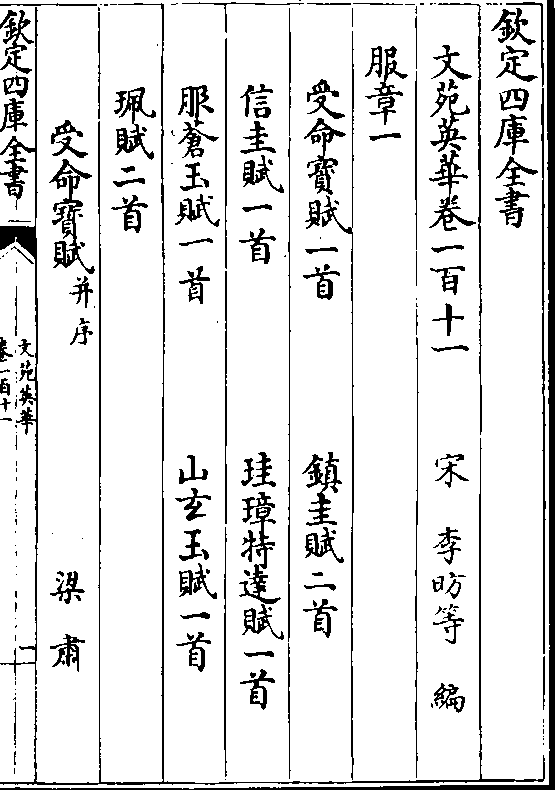 欽定四庫全書
文苑英華卷一百十一　宋　李昉等　編
服章一
受命寶賦一首　鎮圭賦二首
信圭賦一首　珪璋特達賦一首
服蒼玉賦一首　山玄玉賦一首
珮賦二首
受命寶賦并序　梁肅
欽定四庫全書
文苑英華
卷一百十一
一